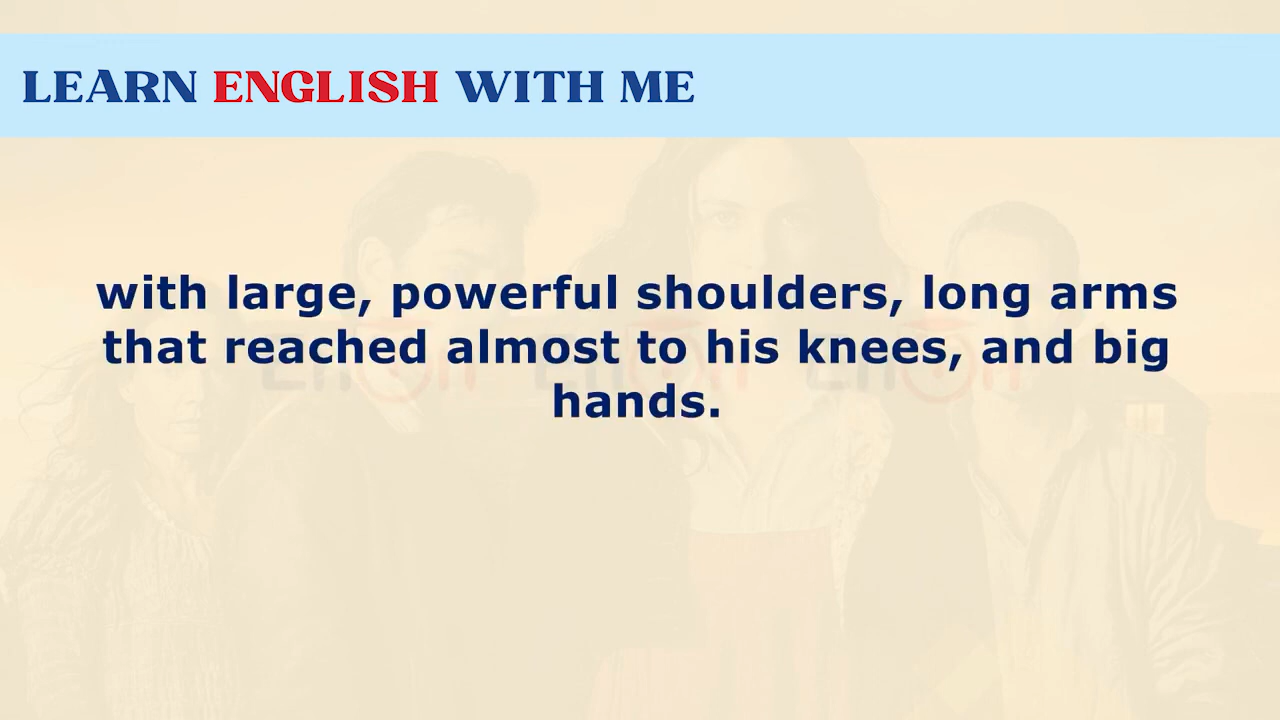 LEARN ENGLISH WITH ME
with large, powerful shoulders, long arms
that reached almost to his knees, and big
hands.